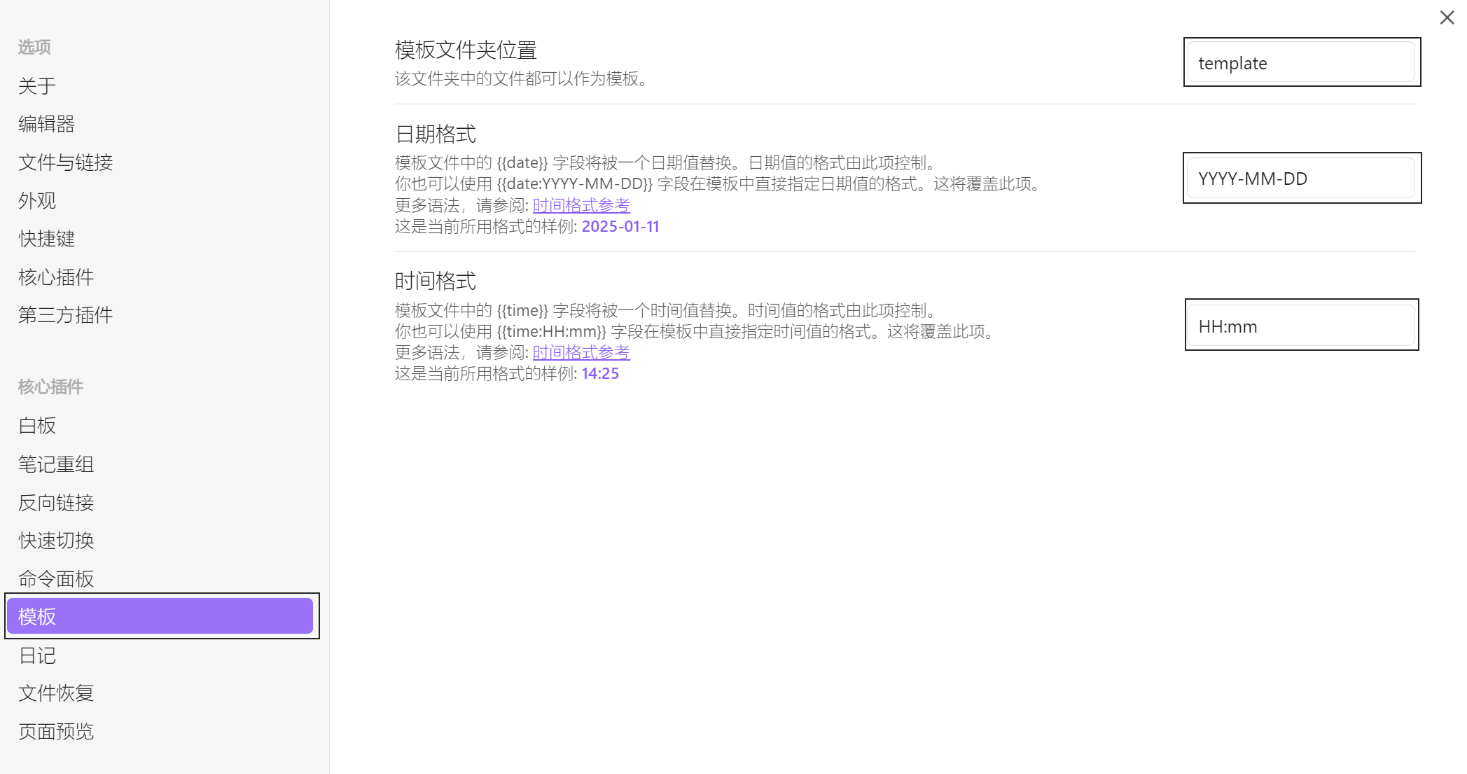 选项
关于
编辑器
文件与链接
外观
快捷键
核心插件
第三方插件
核心插件
白板
笔记重组
反向链接
快速切换
命令面板
模板
日记
文件恢复
页面预览
模板文件夹位置
该文件夹中的文件都可以作为模板。
template
日期格式
模板文件中的 {{date}} 字段将被一个日期值替换。日期值的格式由此项控制。
你也可以使用 {{date:YYYY-MM-DD}} 字段在模板中直接指定日期值的格式。这将覆盖此项。
更多语法，请参阅: 时间格式参考
这是当前所用格式的样例: 2025-01-11
YYYY-MM-DD
时间格式
模板文件中的 {{time}} 字段将被一个时间值替换。时间值的格式由此项控制。
你也可以使用 {{time:HH:mm}} 字段在模板中直接指定时间值的格式。这将覆盖此项。
更多语法，请参阅: 时间格式参考
这是当前所用格式的样例: 14:25
HH:mm